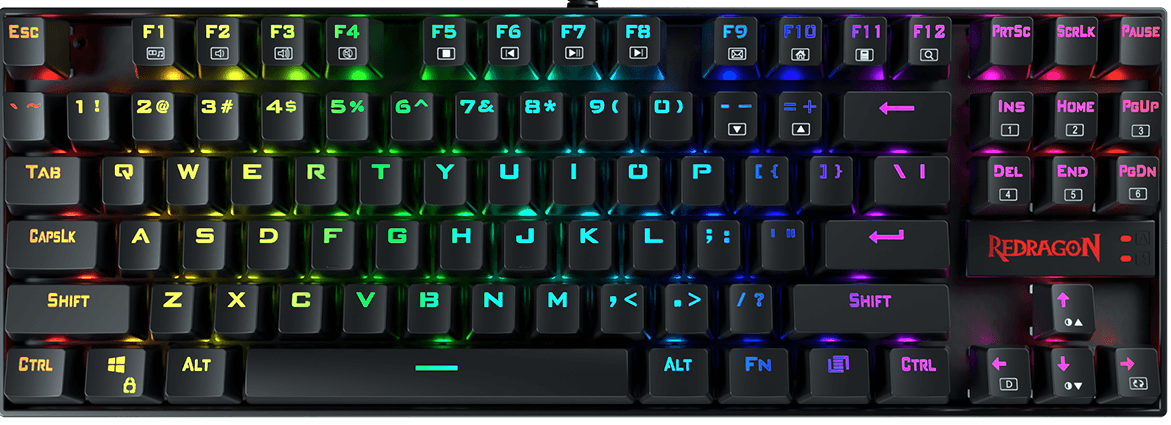 Esc F1 F2 F3 F4 F5 F6 F7 F8 F9 F10 F11 F12 PrtSc ScrLk Pause
` ~ 1 ! 2 @ 3 # 4 $ 5 % 6 ^ 7 & 8 * 9 ( 0 ) - - = + ← Ins 1 Home 2 PgUp 3
Tab Q W E R T Y U I O P [ { ] } \ | Del 4 End 5 PgDn 6
CapsLk A S D F G H J K L ; : ' " REDRAGON
Shift Z X C V B N M , < . > / ? Shift ↑
Ctrl Alt Alt Fn Ctrl ← D ↓ →